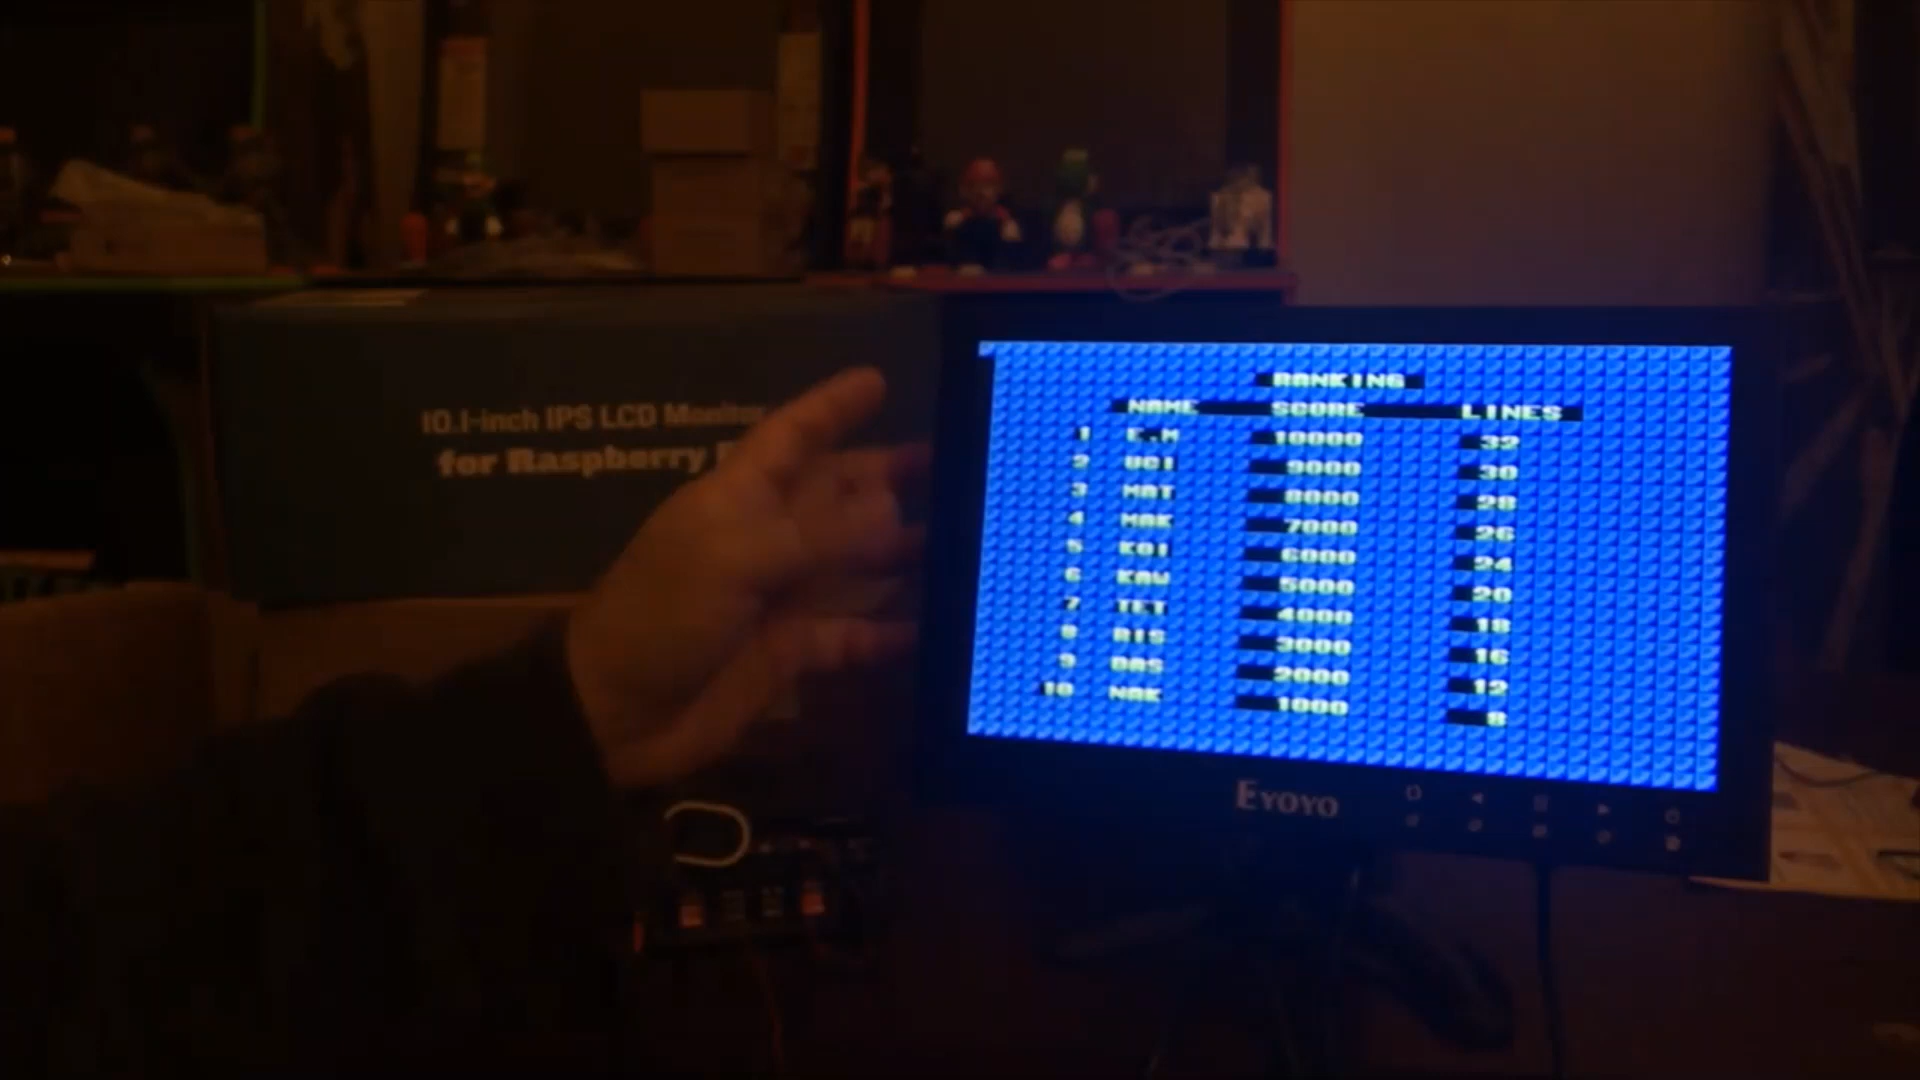 10.1-inch IPS LCD Monitor
for Raspberry
RANKING
NAME SCORE LINES
1 E.M 10000 32
2 UCI 9000 30
3 MAT 8000 28
4 MAK 7000 26
5 KOI 6000 24
6 KAW 5000 20
7 TET 4000 18
8 RIS 3000 16
9 DAS 2000 12
10 NAK 1000 8
EYOYO